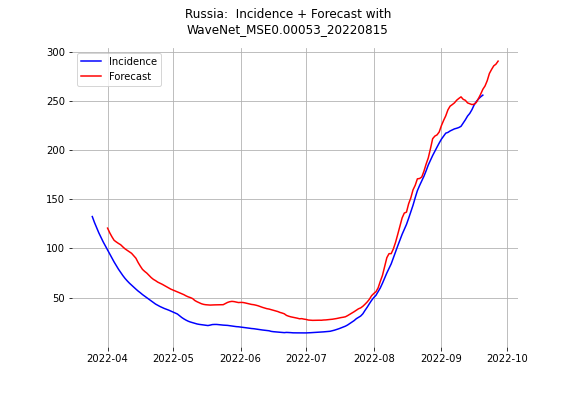 Russia:  Incidence + Forecast with
WaveNet_MSE0.00053_20220815
300
250
200
150
100
50
Incidence
Forecast
2022-04 2022-05 2022-06 2022-07 2022-08 2022-09 2022-10